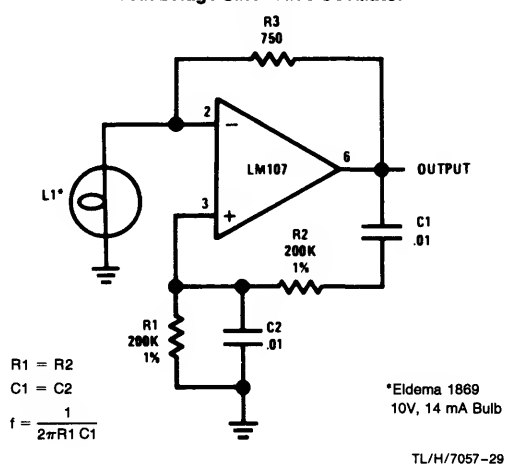 R3
750
2
−
LM107
6
OUTPUT
L1*
3
+
C1
.01
R2
200K
1%
R1
200K
1%
C2
.01
R1 = R2
C1 = C2
f = 1 / 2πR1 C1
*Eldema 1869
10V, 14 mA Bulb
TL/H/7057–29